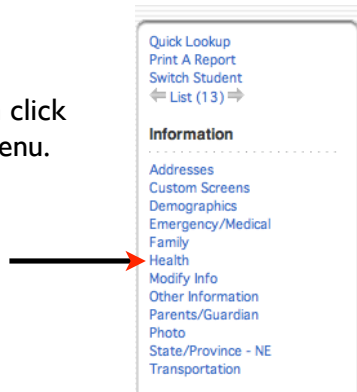 click
enu.
Quick Lookup
Print A Report
Switch Student
List (13)
Information
Addresses
Custom Screens
Demographics
Emergency/Medical
Family
Health
Modify Info
Other Information
Parents/Guardian
Photo
State/Province - NE
Transportation